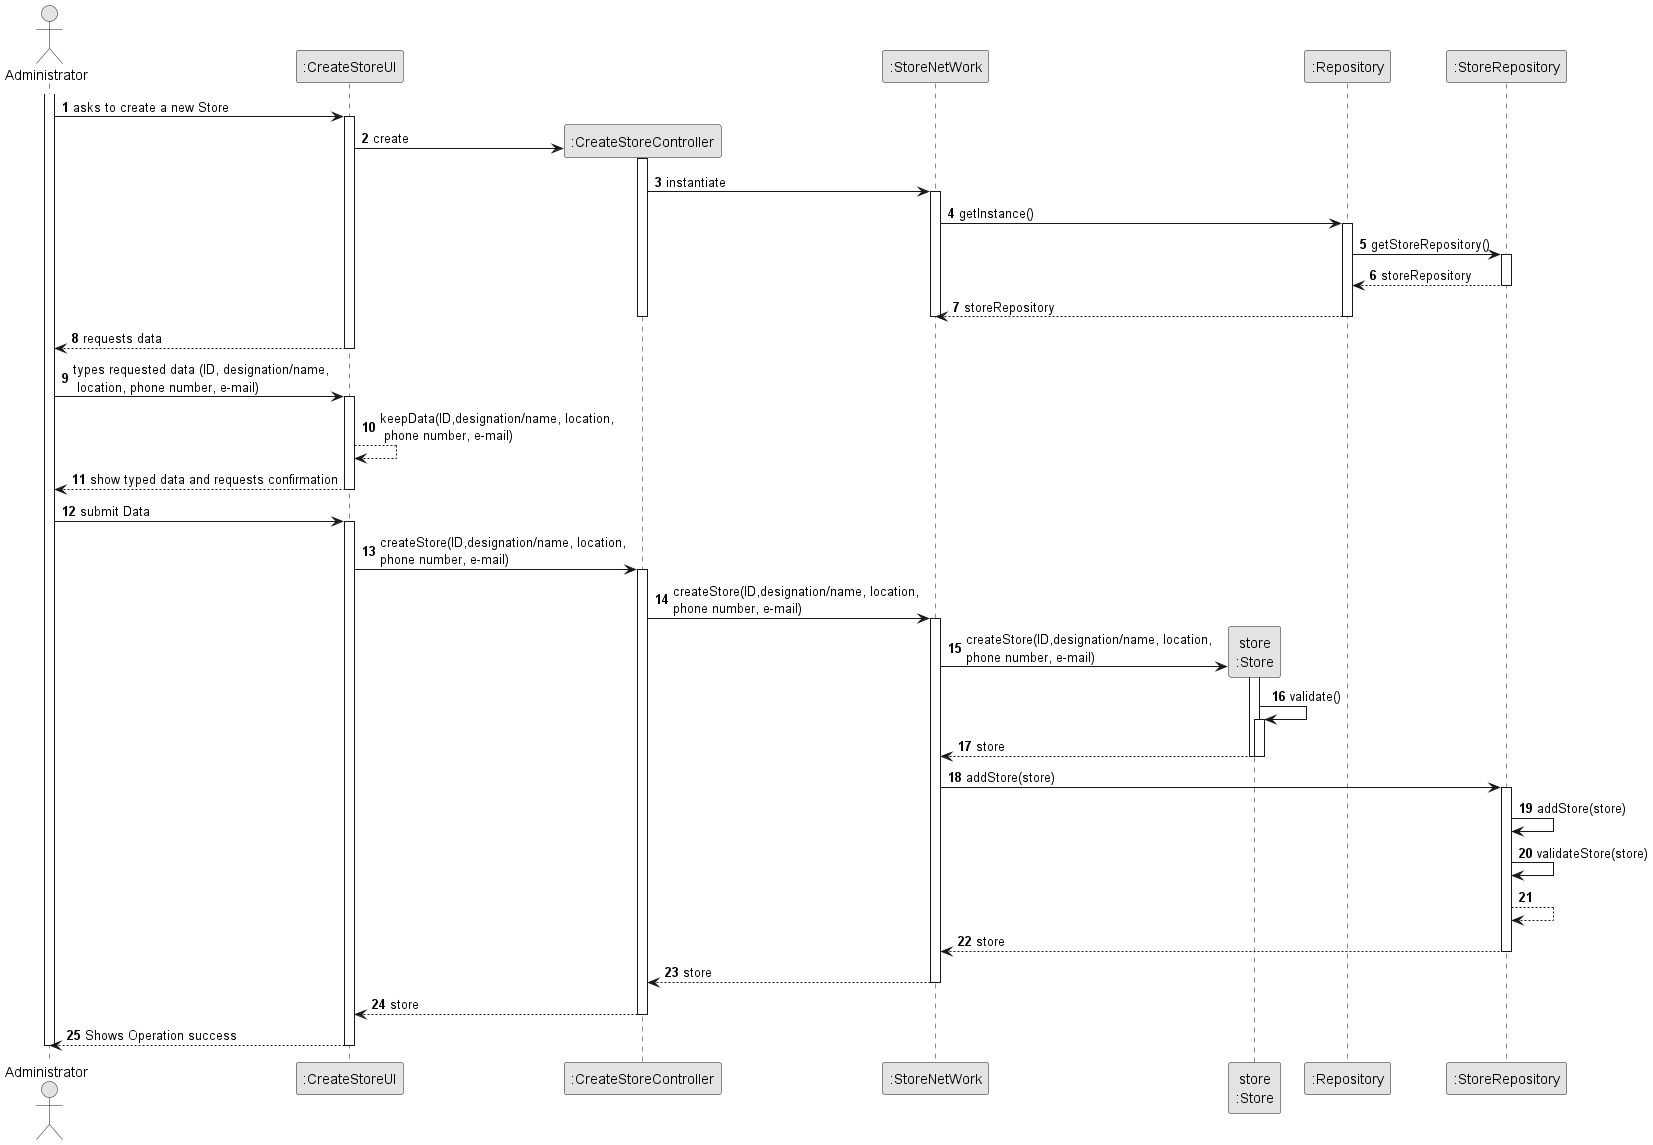 Administrator
:CreateStoreUI
:StoreNetWork
:Repository
:StoreRepository
1 asks to create a new Store
2 create
:CreateStoreController
3 instantiate
4 getInstance()
5 getStoreRepository()
6 storeRepository
7 storeRepository
8 requests data
9 types requested data (ID, designation/name,
location, phone number, e-mail)
10 keepData(ID,designation/name, location,
phone number, e-mail)
11 show typed data and requests confirmation
12 submit Data
13 createStore(ID,designation/name, location,
phone number, e-mail)
14 createStore(ID,designation/name, location,
phone number, e-mail)
15 createStore(ID,designation/name, location,
phone number, e-mail)
store
:Store
16 validate()
17 store
18 addStore(store)
19 addStore(store)
20 validateStore(store)
21
22 store
23 store
24 store
25 Shows Operation success
Administrator
:CreateStoreUI
:CreateStoreController
:StoreNetWork
store
:Store
:Repository
:StoreRepository